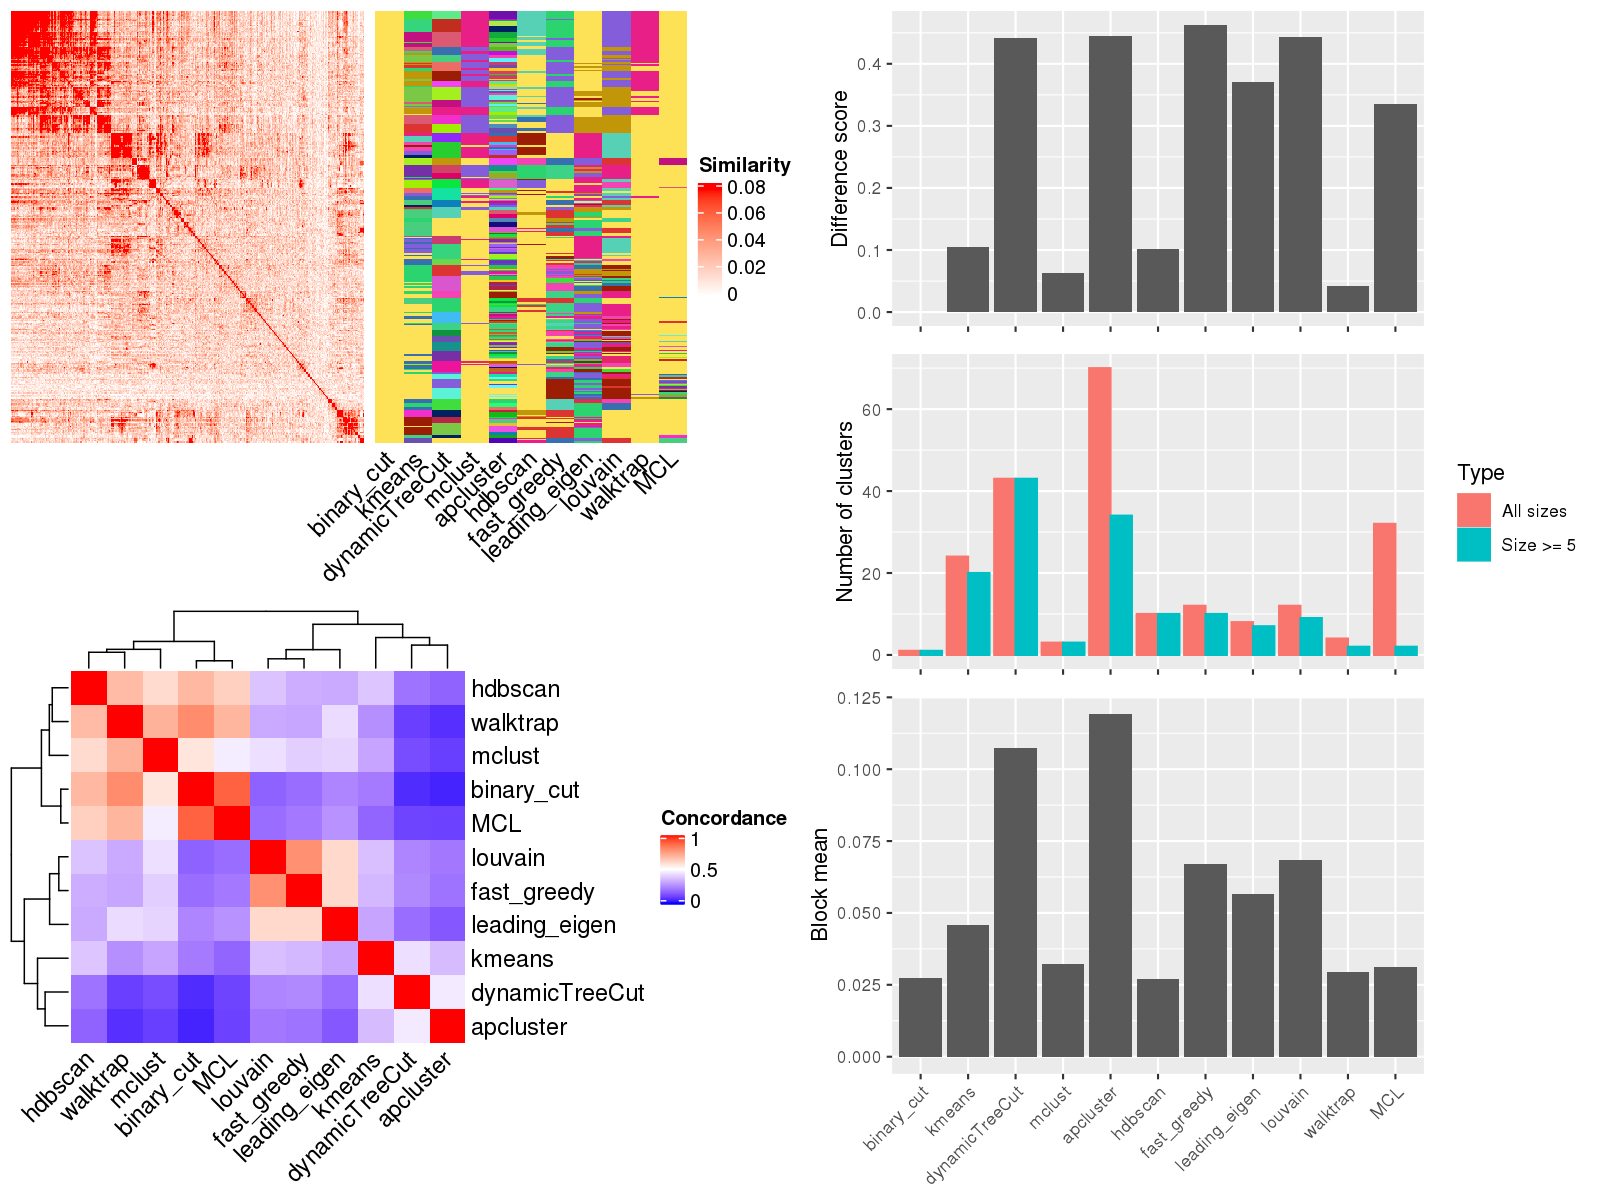 Similarity
0.08
0.06
0.04
0.02
0
binary_cut
kmeans
dynamicTreeCut
mclust
apcluster
hdbscan
fast_greedy
leading_eigen
louvain
walktrap
MCL
hdbscan
walktrap
mclust
binary_cut
MCL
louvain
fast_greedy
leading_eigen
kmeans
dynamicTreeCut
apcluster
Concordance
1
0.5
0
hdbscan
walktrap
mclust
binary_cut
MCL
louvain
fast_greedy
leading_eigen
kmeans
dynamicTreeCut
apcluster
Difference score
0.4
0.3
0.2
0.1
0.0
Number of clusters
60
40
20
0
Type
All sizes
Size >= 5
Block mean
0.125
0.100
0.075
0.050
0.025
0.000
binary_cut
kmeans
dynamicTreeCut
mclust
apcluster
hdbscan
fast_greedy
leading_eigen
louvain
walktrap
MCL